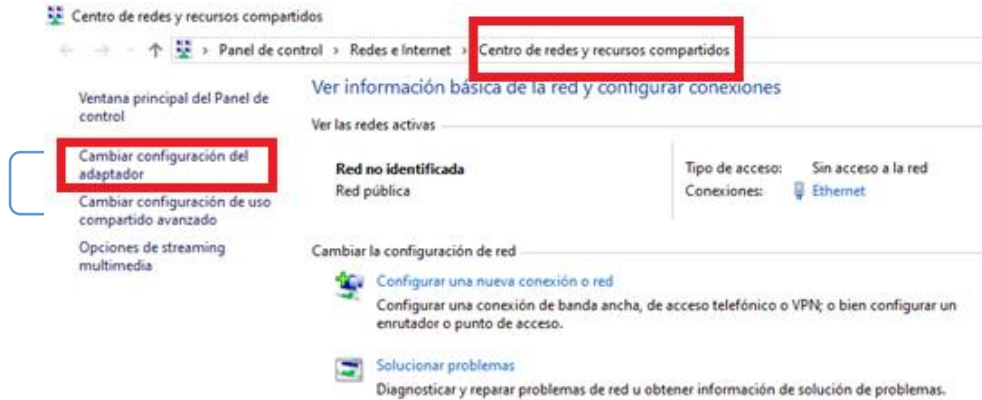 Centro de redes y recursos compartidos
Panel de control > Redes e Internet > Centro de redes y recursos compartidos
Ventana principal del Panel de
control
Cambiar configuración del
adaptador
Cambiar configuración de uso
compartido avanzado
Opciones de streaming
multimedia
Ver información básica de la red y configurar conexiones
Ver las redes activas
Red no identificada
Red pública
Tipo de acceso: Sin acceso a la red
Conexiones: Ethernet
Cambiar la configuración de red
Configurar una nueva conexión o red
Configurar una conexión de banda ancha, de acceso telefónico o VPN; o bien configurar un
enrutador o punto de acceso.
Solucionar problemas
Diagnosticar y reparar problemas de red u obtener información de solución de problemas.